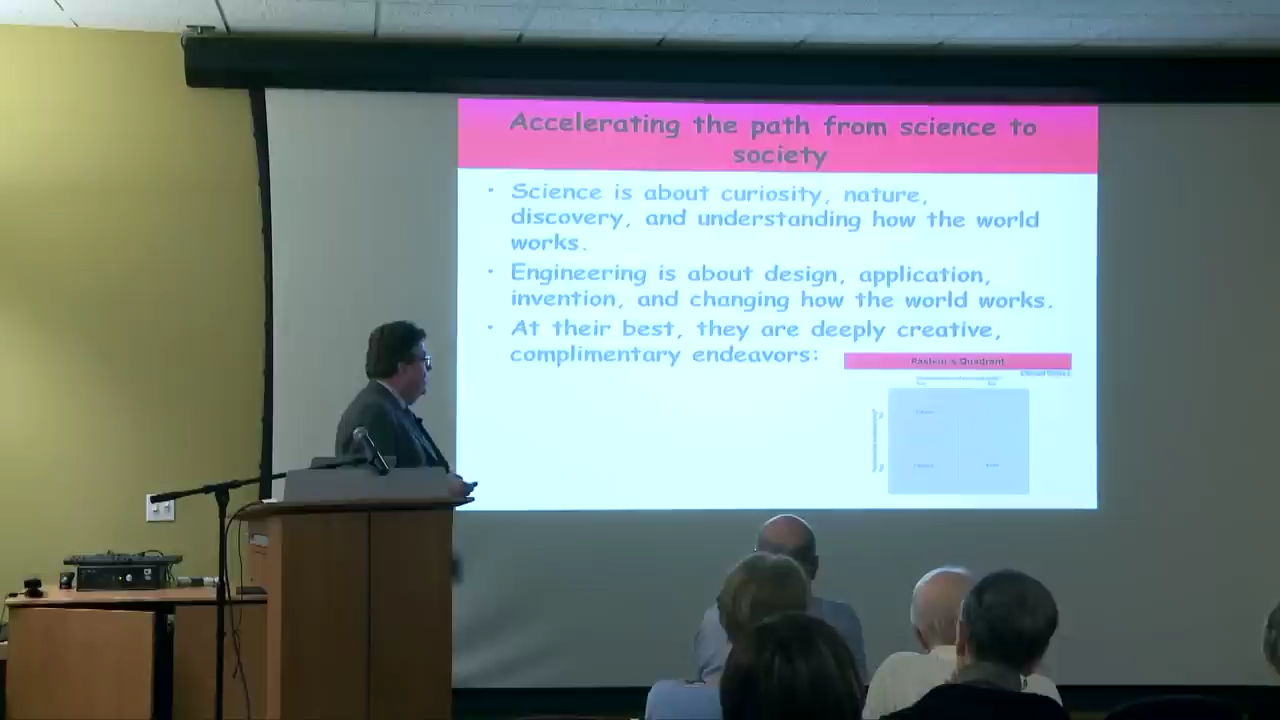 Accelerating the path from science to
society
• Science is about curiosity, nature,
discovery, and understanding how the world
works.
• Engineering is about design, application,
invention, and changing how the world works.
• At their best, they are deeply creative,
complimentary endeavors:
Pasteur's Quadrant